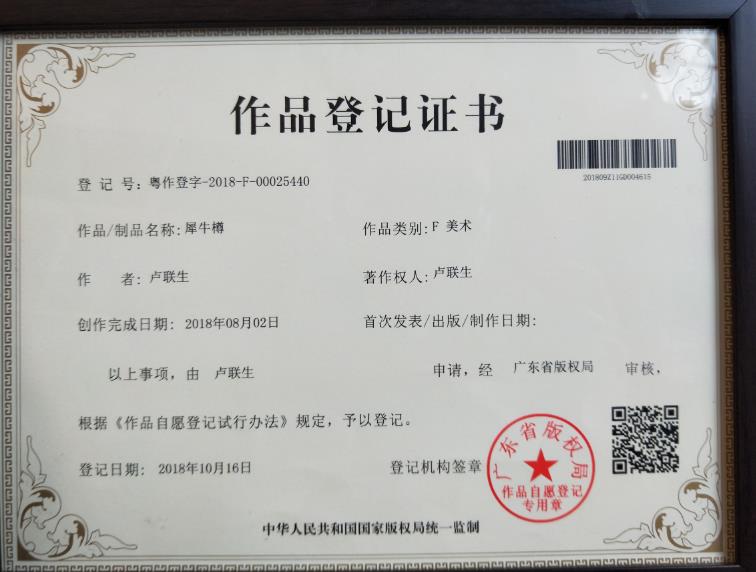 作品登记证书
201809Z11GD004615
登 记 号：粤作登字-2018-F-00025440
作品/制品名称：犀牛樽 作品类别：F 美术
作 者：卢联生 著作权人：卢联生
创作完成日期：2018年08月02日 首次发表/出版/制作日期：
以上事项，由 卢联生 申请，经 广东省版权局 审核，
根据《作品自愿登记试行办法》规定，予以登记。
登记日期：2018年10月16日 登记机构签章
广东省版权局
作品自愿登记
专用章
中华人民共和国国家版权局统一监制